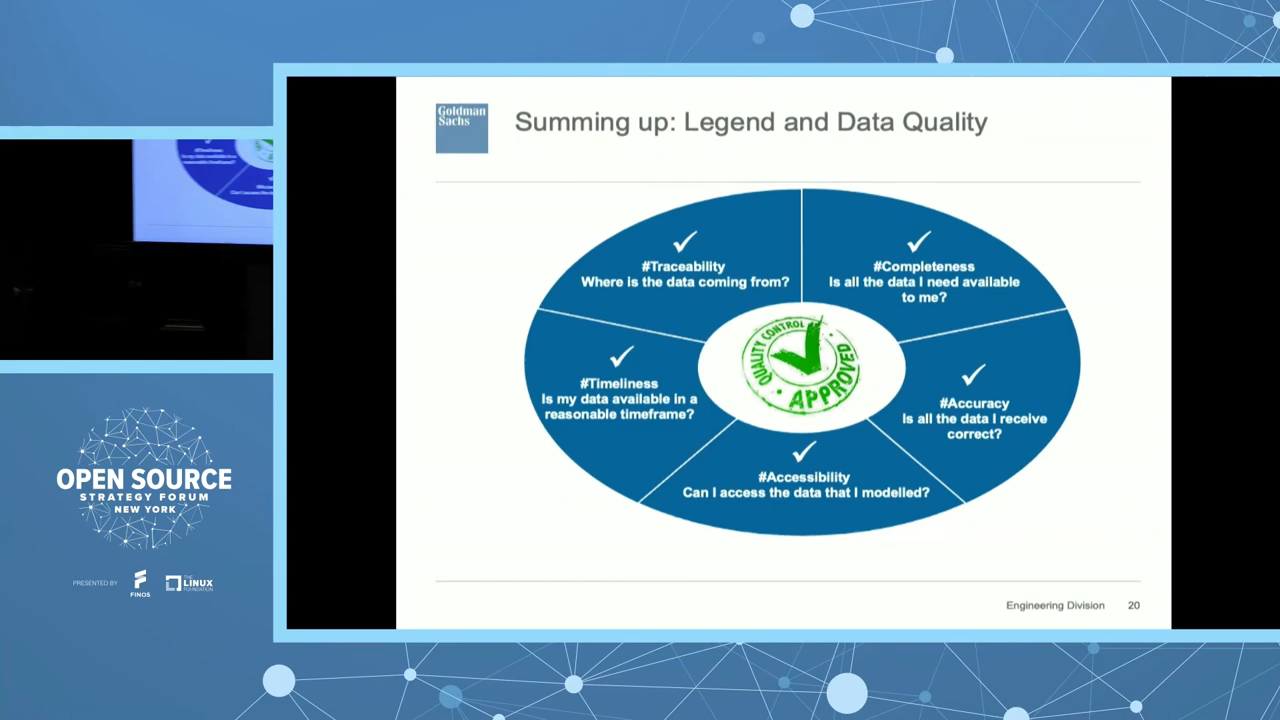 Goldman
Sachs
Summing up: Legend and Data Quality
#Traceability
Where is the data coming from?
#Completeness
Is all the data I need available
to me?
#Timeliness
Is my data available in a
reasonable timeframe?
#Accuracy
Is all the data I receive
correct?
#Accessibility
Can I access the data that I modelled?
QUALITY CONTROL
APPROVED
Engineering Division 20
OPEN SOURCE
STRATEGY FORUM
NEW YORK
PRESENTED BY
FINOS
THE
LINUX
FOUNDATION